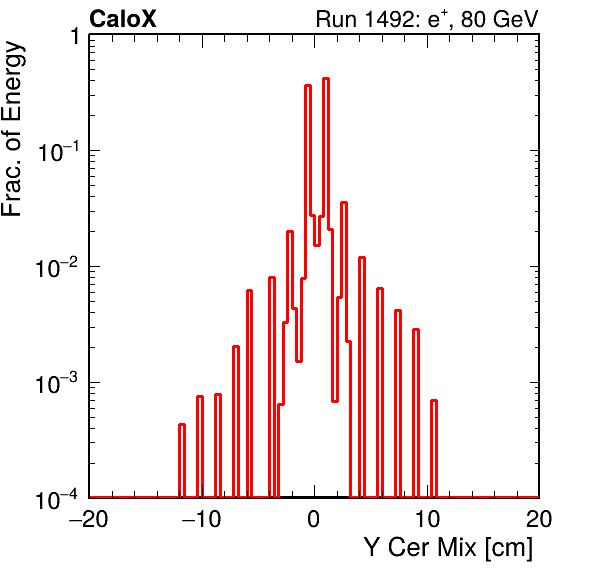 CaloX Run 1492: e⁺, 80 GeV
Frac. of Energy
1
10⁻¹
10⁻²
10⁻³
10⁻⁴
−20 −10 0 10 20
Y Cer Mix [cm]